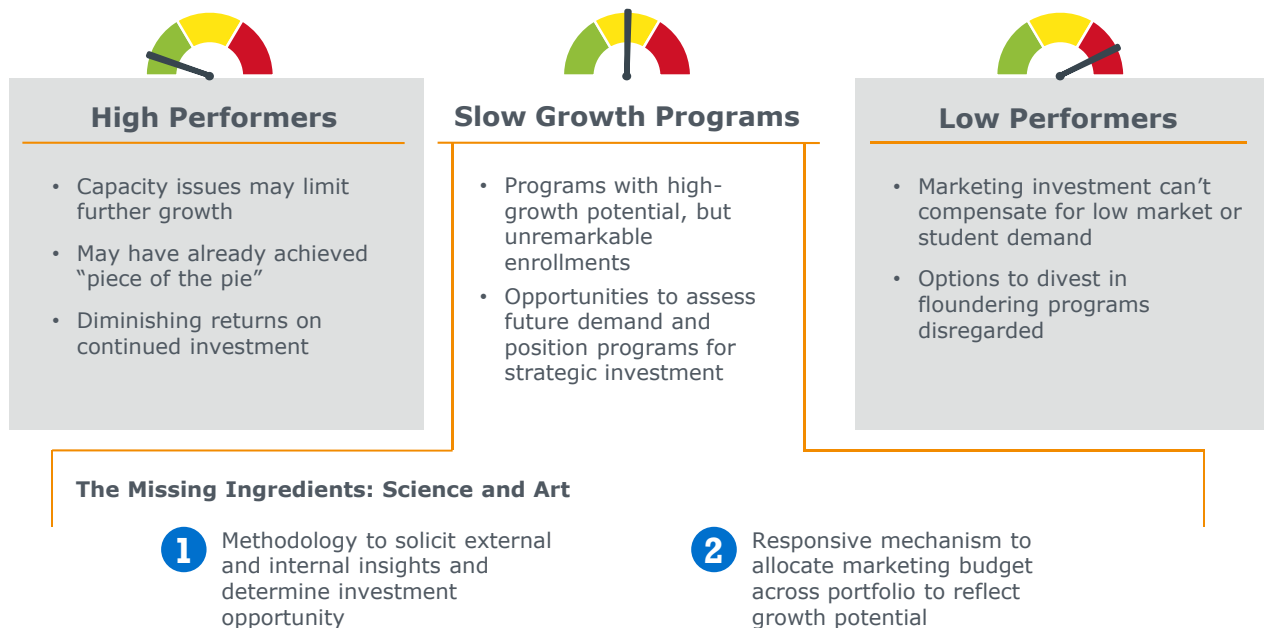 High Performers
• Capacity issues may limit
further growth
• May have already achieved
“piece of the pie”
• Diminishing returns on
continued investment
Slow Growth Programs
• Programs with high-
growth potential, but
unremarkable
enrollments
• Opportunities to assess
future demand and
position programs for
strategic investment
Low Performers
• Marketing investment can’t
compensate for low market or
student demand
• Options to divest in
floundering programs
disregarded
The Missing Ingredients: Science and Art
1
Methodology to solicit external
and internal insights and
determine investment
opportunity
2
Responsive mechanism to
allocate marketing budget
across portfolio to reflect
growth potential